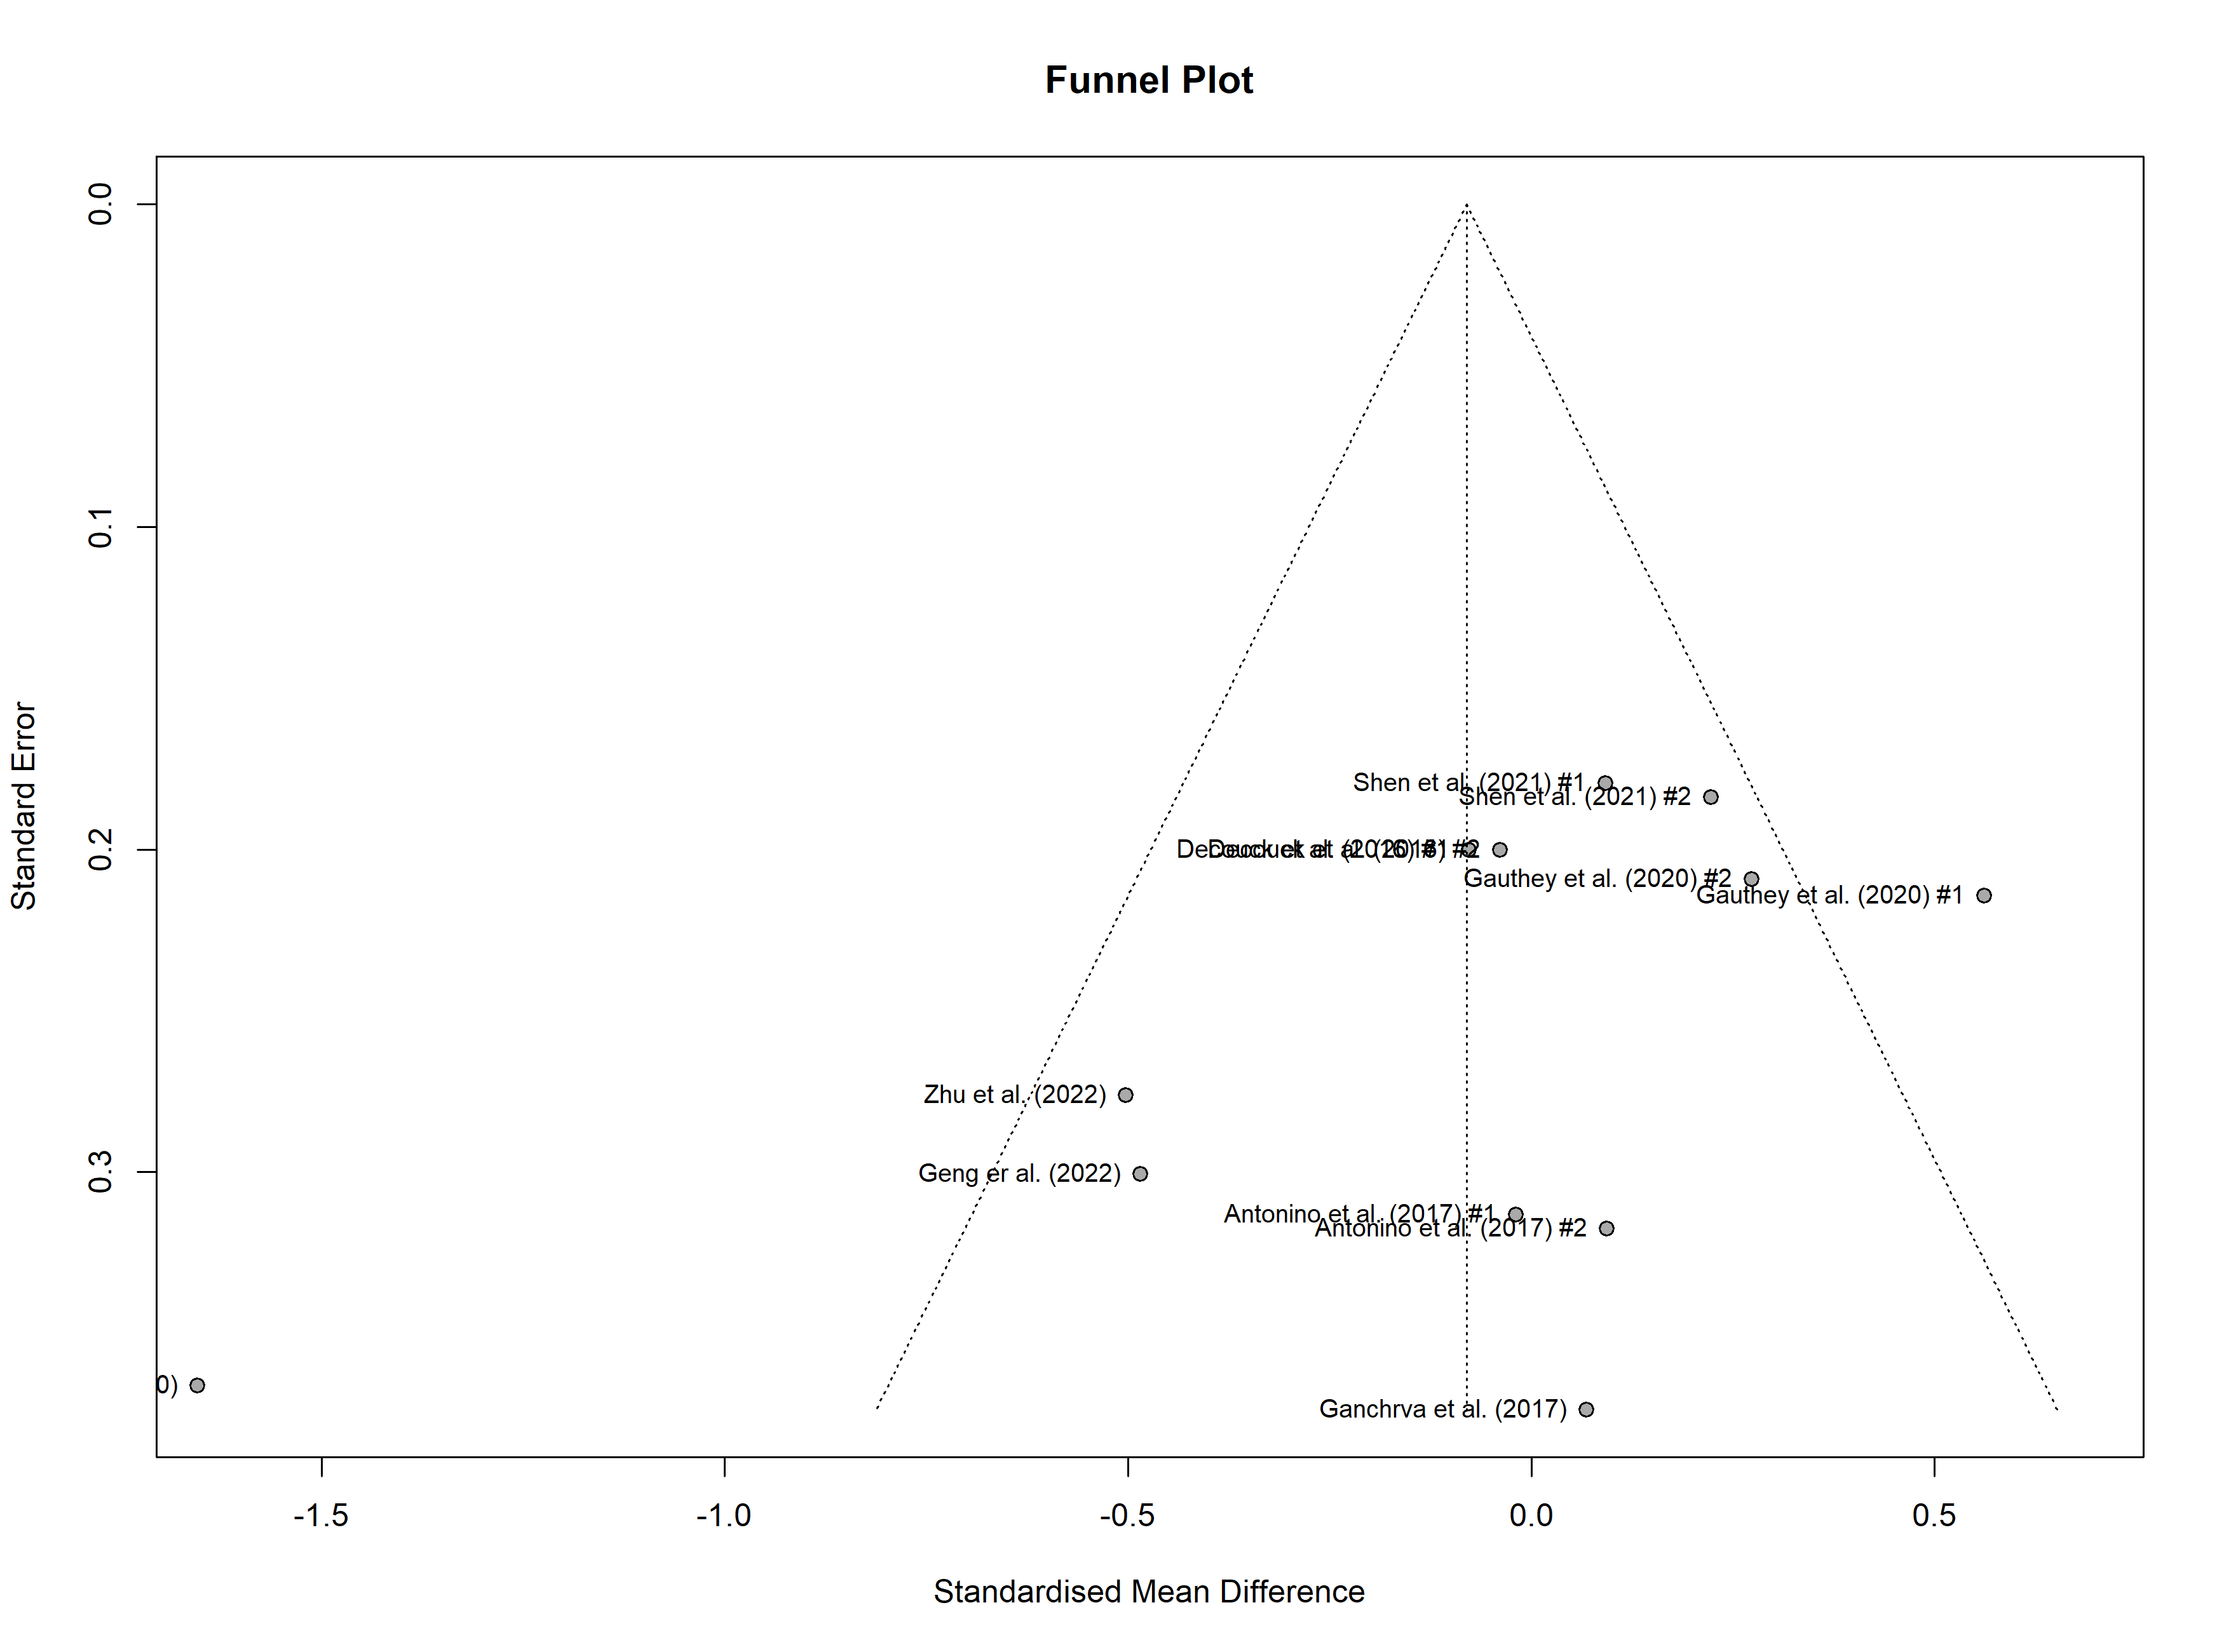 Funnel Plot
0.0
0.1
0.2
0.3
Standard Error
Shen et al. (2021) #1
Shen et al. (2021) #2
Gauthey et al. (2020) #2
Gauthey et al. (2020) #1
Zhu et al. (2022)
Geng er al. (2022)
Antonino et al. (2017) #1
Antonino et al. (2017) #2
0)
Ganchrva et al. (2017)
-1.5
-1.0
-0.5
0.0
0.5
Standardised Mean Difference